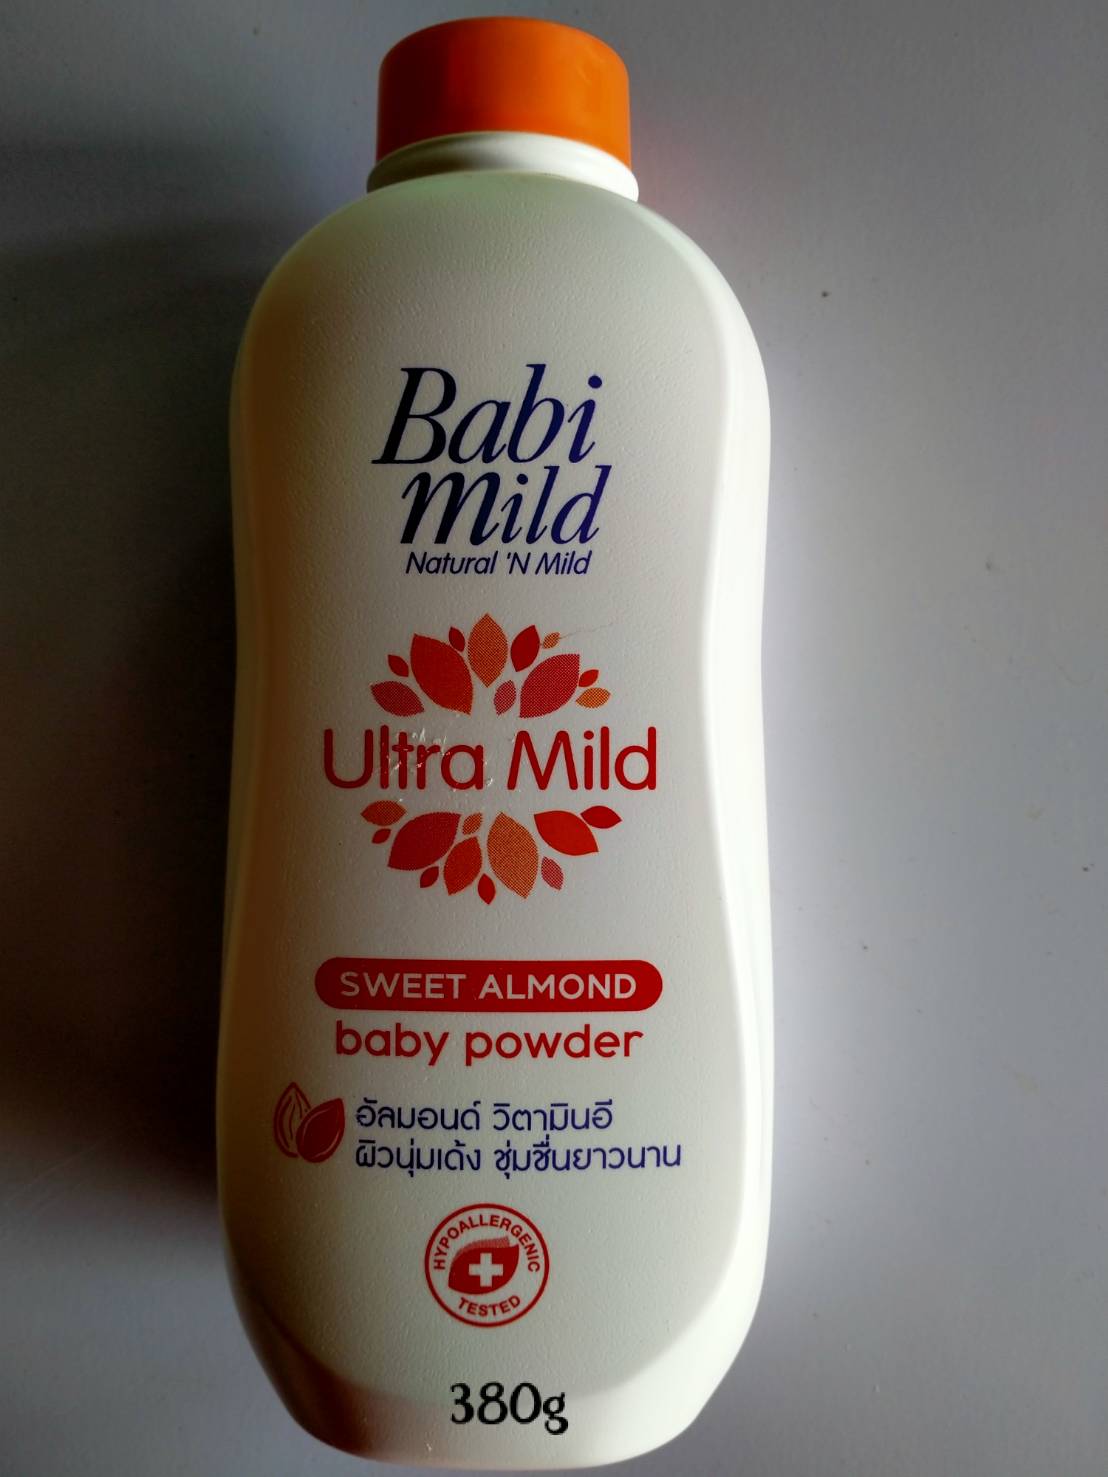 Babi
mild
Natural 'N Mild
Ultra Mild
SWEET ALMOND
baby powder
อัลมอนด์ วิตามินอี
ผิวนุ่มเด้ง ชุ่มชื่นยาวนาน
HYPOALLERGENIC
TESTED
380g